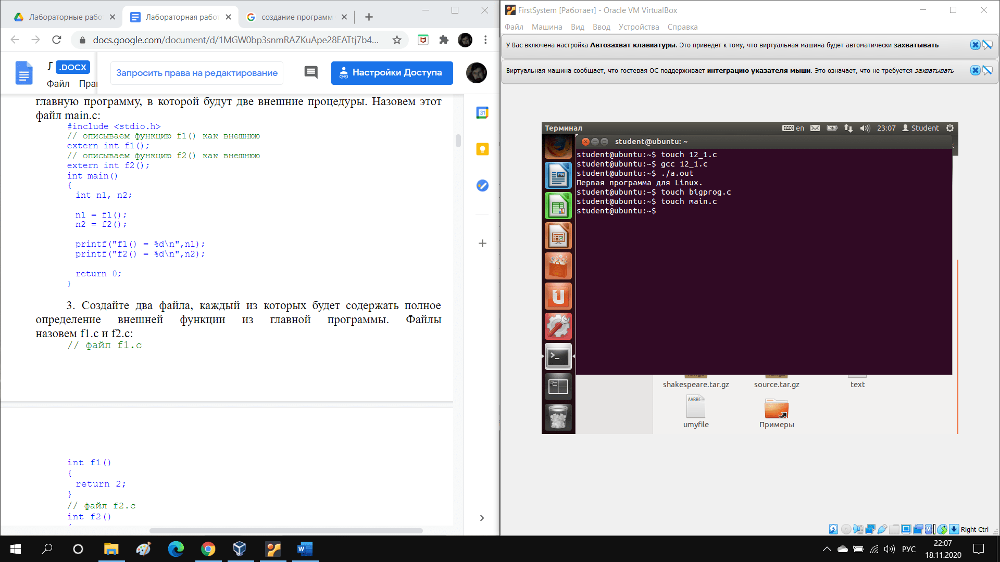 Лабораторные рабо
Лабораторная работ
создание программ
docs.google.com/document/d/1MGW0bp3snmRAZKuApe28EATtj7b4...
Л .DOCX
Файл Пра
Запросить права на редактирование
Настройки Доступа
главную программу, в которой будут две внешние процедуры. Назовем этот
файл main.c:
#include <stdio.h>
// описываем функцию f1() как внешнюю
extern int f1();
// описываем функцию f2() как внешнюю
extern int f2();
int main()
{
int n1, n2;
n1 = f1();
n2 = f2();
printf("f1() = %d\n",n1);
printf("f2() = %d\n",n2);
return 0;
}
3. Создайте два файла, каждый из которых будет содержать полное
определение внешней функции из главной программы. Файлы
назовем f1.c и f2.c:
// файл f1.c
int f1()
{
return 2;
}
// файл f2.c
int f2()
31
FirstSystem [Работает] - Oracle VM VirtualBox
Файл Машина Вид Ввод Устройства Справка
У Вас включена настройка Автозахват клавиатуры. Это приведет к тому, что виртуальная машина будет автоматически захватывать
Виртуальная машина сообщает, что гостевая ОС поддерживает интеграцию указателя мыши. Это означает, что не требуется захватывать
Терминал en 23:07 Student
student@ubuntu: ~
student@ubuntu:~$ touch 12_1.c
student@ubuntu:~$ gcc 12_1.c
student@ubuntu:~$ ./a.out
Первая программа для Linux.
student@ubuntu:~$ touch bigprog.c
student@ubuntu:~$ touch main.c
student@ubuntu:~$
shakespeare.tar.gz source.tar.gz text
AABBC
umyfile Примеры
Right Ctrl
РУС
22:07
18.11.2020